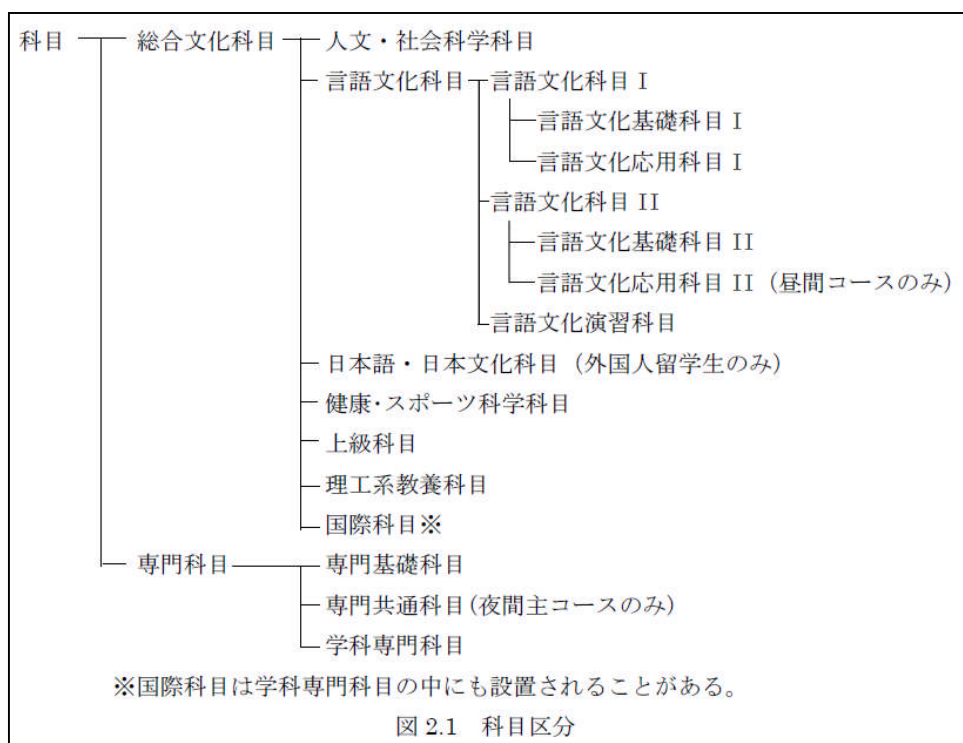 科目 総合文化科目 人文・社会科学科目
言語文化科目 言語文化科目 I
言語文化基礎科目 I
言語文化応用科目 I
言語文化科目 II
言語文化基礎科目 II
言語文化応用科目 II（昼間コースのみ）
言語文化演習科目
日本語・日本文化科目（外国人留学生のみ）
健康･スポーツ科学科目
上級科目
理工系教養科目
国際科目※
専門科目 専門基礎科目
専門共通科目(夜間主コースのみ)
学科専門科目
※国際科目は学科専門科目の中にも設置されることがある。
図 2.1 科目区分